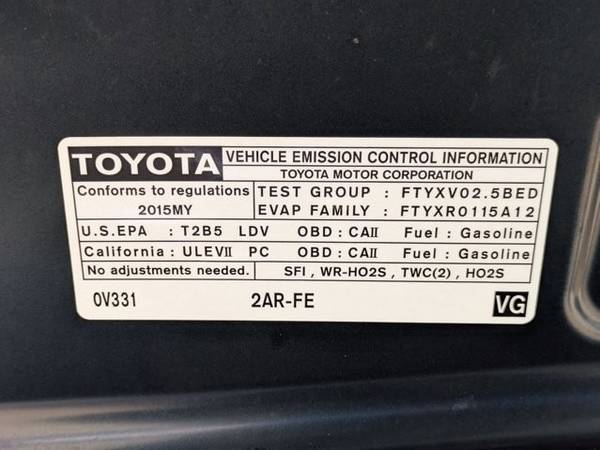 TOYOTA VEHICLE EMISSION CONTROL INFORMATION
TOYOTA MOTOR CORPORATION
Conforms to regulations TEST GROUP : FTYXV02.5BED
2015MY EVAP FAMILY : FTYXR0115A12
U.S.EPA : T2B5 LDV OBD : CAII Fuel : Gasoline
California : ULEVII PC OBD : CAII Fuel : Gasoline
No adjustments needed. SFI , WR-HO2S , TWC(2) , HO2S
0V331 2AR-FE VG